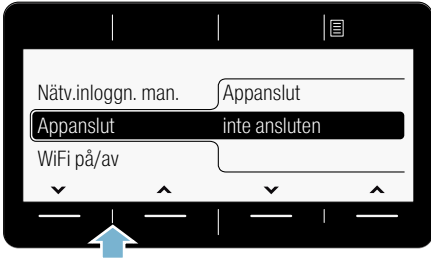 Nätv.inloggn. man. Appanslut
Appanslut inte ansluten
WiFi på/av